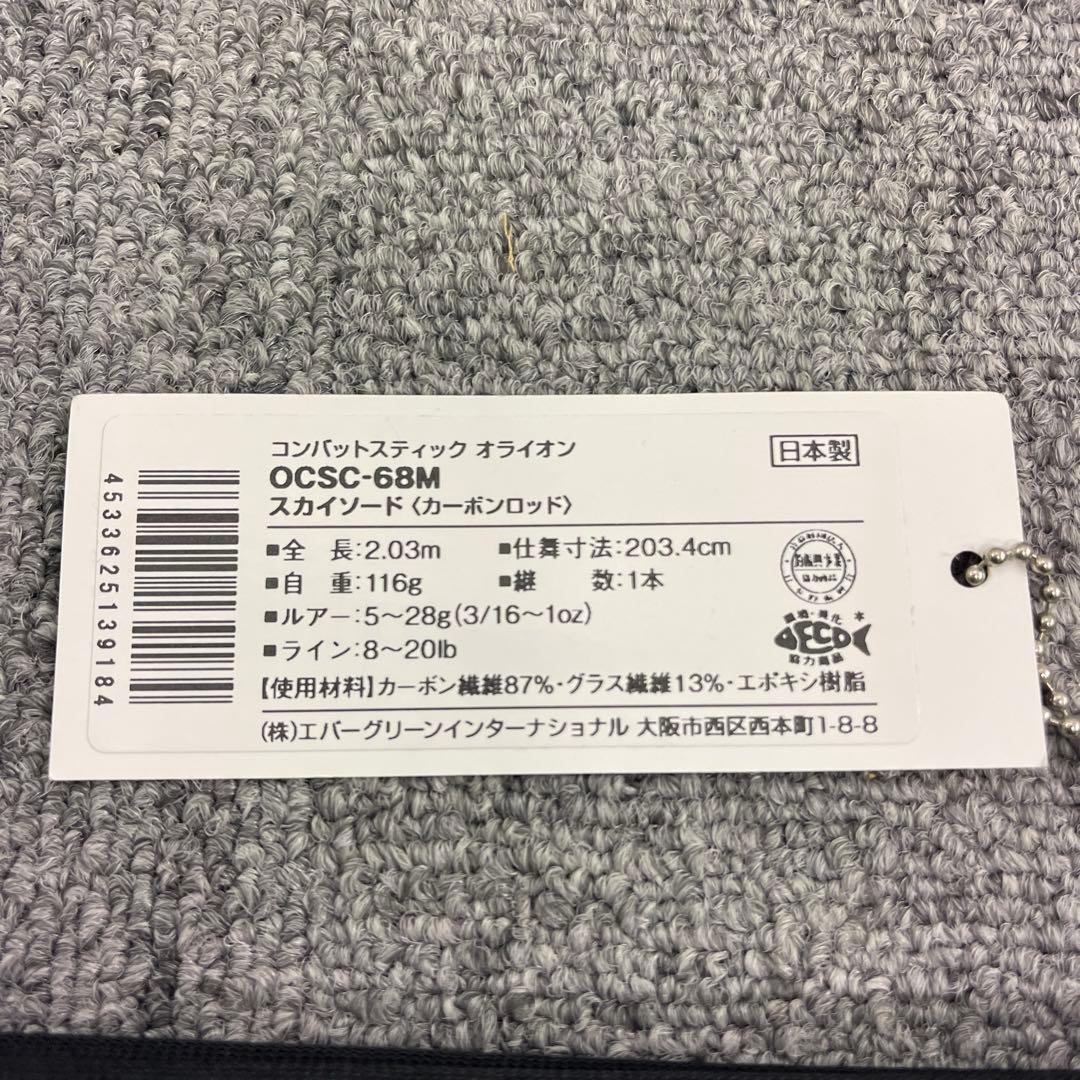 コンバットスティック オライオン
日本製
OCSC-68M
スカイソード〈カーボンロッド〉
■全 長:2.03m ■仕舞寸法:203.4cm
■自 重:116g ■継 数:1本
■ルアー:5〜28g(3/16〜1oz)
■ライン:8〜20lb
【使用材料】カーボン繊維87%・グラス繊維13%・エポキシ樹脂
(株)エバーグリーンインターナショナル 大阪市西区西本町1-8-8
4533625139184
ECO
協力商品